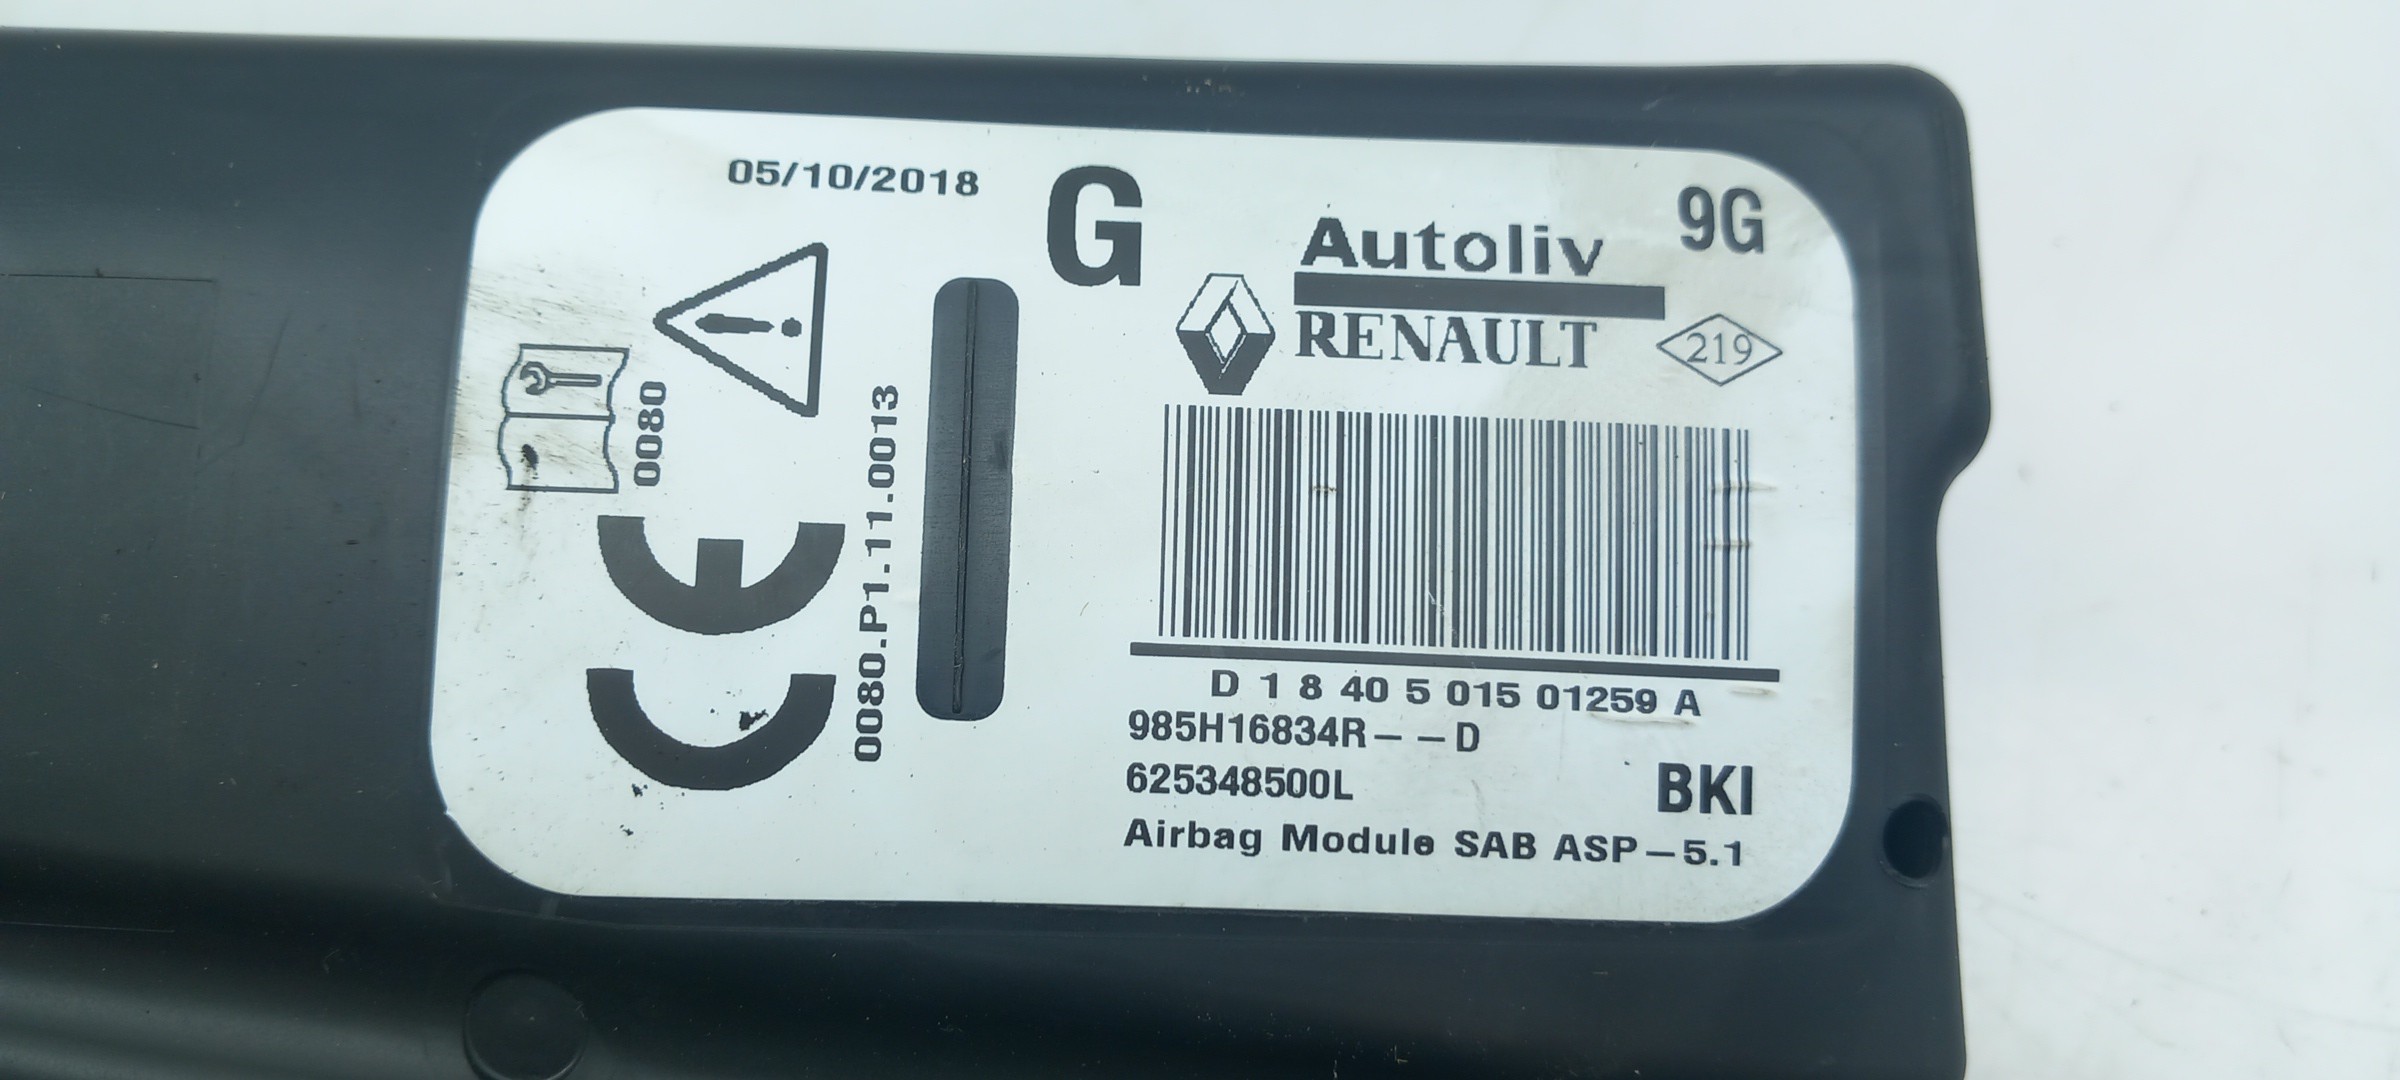 05/10/2018
G
9G
Autoliv
RENAULT
219
0080
0080.P1.11.0013
CE
D 1 8 40 5 015 01259 A
985H16834R－－D
625348500L
BKI
Airbag Module SAB ASP－5.1